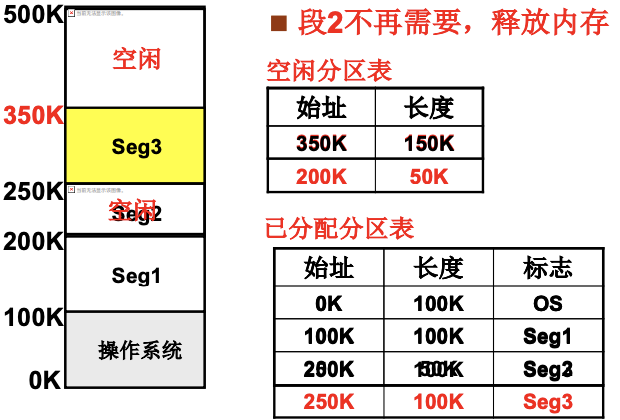 500K
空闲
350K
Seg3
250K
空闲
Seg2
200K
Seg1
100K
操作系统
0K
■ 段2不再需要，释放内存
空闲分区表
始址 长度
350K 150K
200K 50K
已分配分区表
始址 长度 标志
0K 100K OS
100K 100K Seg1
250K 100K Seg3